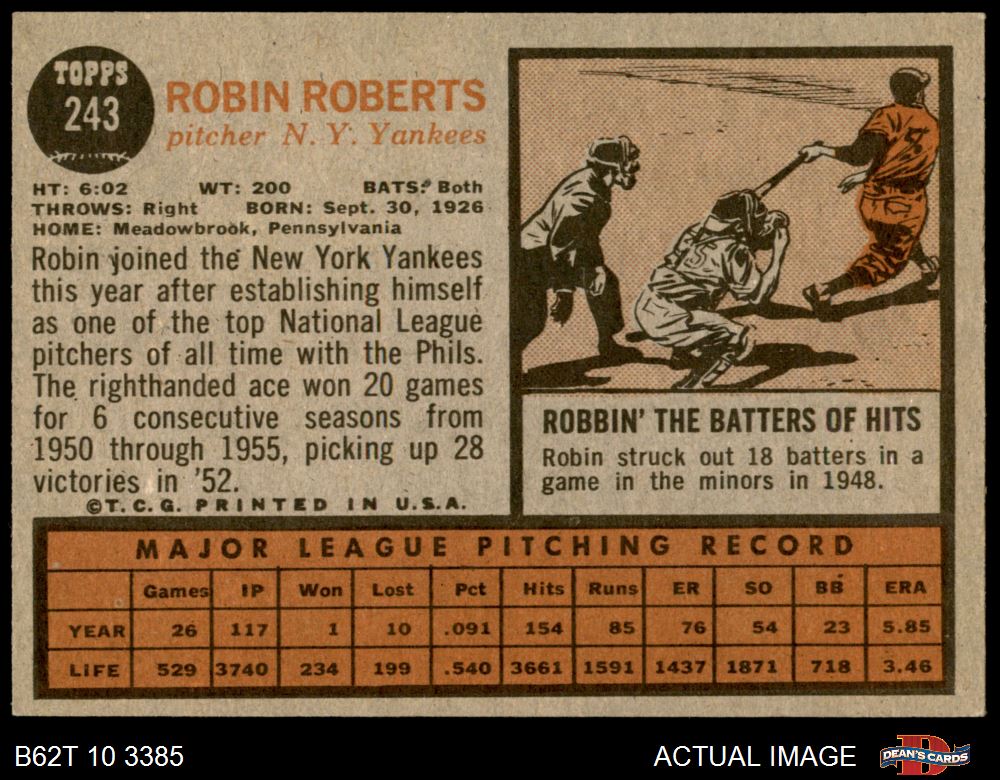 TOPPS
243
ROBIN ROBERTS
pitcher N. Y. Yankees
HT: 6:02 WT: 200 BATS: Both
THROWS: Right BORN: Sept. 30, 1926
HOME: Meadowbrook, Pennsylvania
Robin joined the New York Yankees
this year after establishing himself
as one of the top National League
pitchers of all time with the Phils.
The righthanded ace won 20 games
for 6 consecutive seasons from
1950 through 1955, picking up 28
victories in '52.
©T.C.G. PRINTED IN U.S.A.
ROBBIN' THE BATTERS OF HITS
Robin struck out 18 batters in a
game in the minors in 1948.
MAJOR LEAGUE PITCHING RECORD
Games IP Won Lost Pct Hits Runs ER SO BB ERA
YEAR 26 117 1 10 .091 154 85 76 54 23 5.85
LIFE 529 3740 234 199 .540 3661 1591 1437 1871 718 3.46
B62T 10 3385 ACTUAL IMAGE DEAN'S CARDS